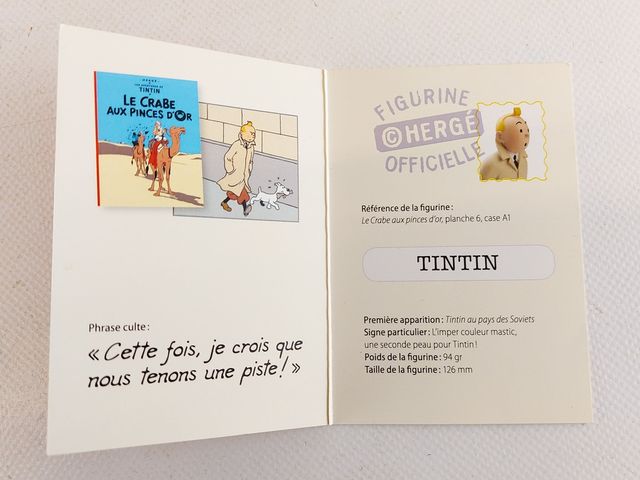 HERGÉ
LES AVENTURES DE
TINTIN
LE CRABE
AUX PINCES D'OR
Phrase culte :
« Cette fois, je crois que
nous tenons une piste ! »
FIGURINE
©HERGÉ
OFFICIELLE
Référence de la figurine :
Le Crabe aux pinces d'or, planche 6, case A1
TINTIN
Première apparition : Tintin au pays des Soviets
Signe particulier : L'imper couleur mastic,
une seconde peau pour Tintin !
Poids de la figurine : 94 gr
Taille de la figurine : 126 mm